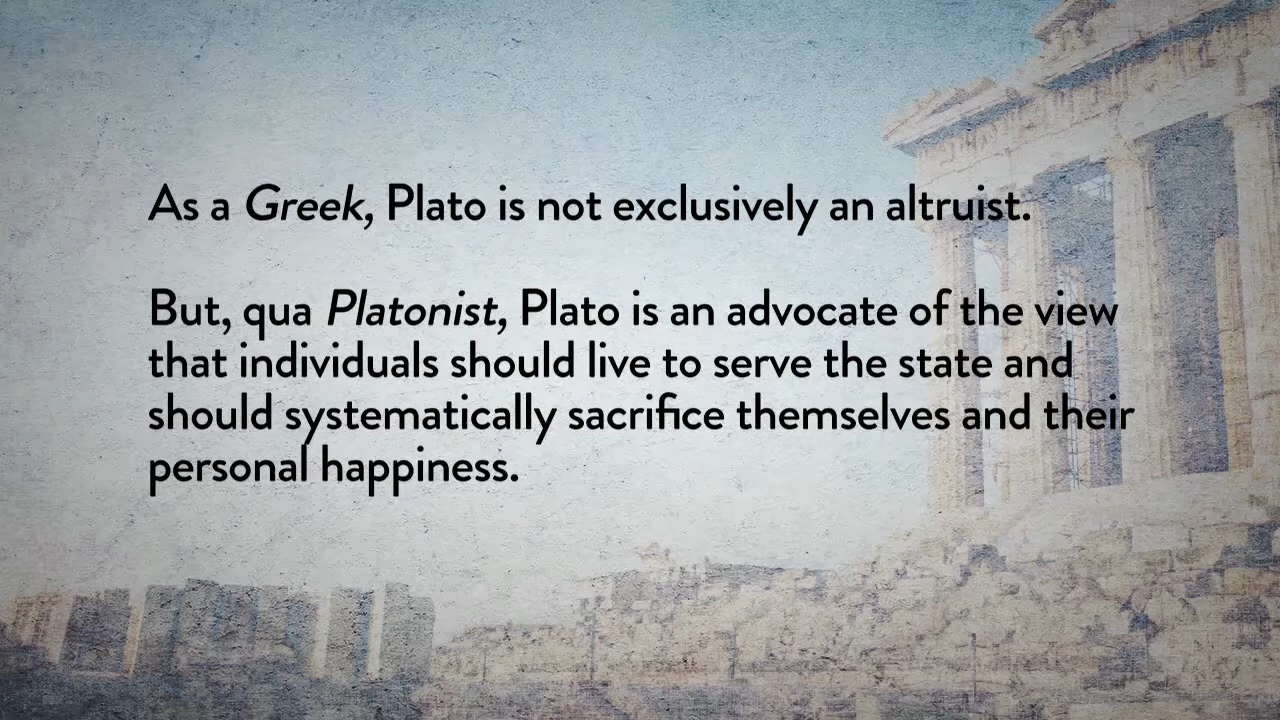 As a Greek, Plato is not exclusively an altruist.
But, qua Platonist, Plato is an advocate of the view
that individuals should live to serve the state and
should systematically sacrifice themselves and their
personal happiness.